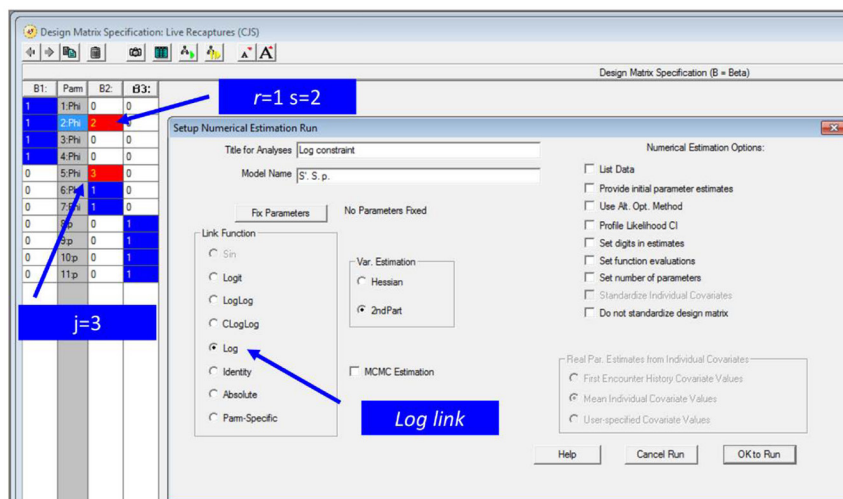 Design Matrix Specification: Live Recaptures (CJS)
Design Matrix Specification (B = Beta)
B1: Parm B2: B3:
1 1:Phi 0 0
1 2:Phi 2 0
1 3:Phi 0 0
1 4:Phi 0 0
0 5:Phi 3 0
0 6:Phi 1 0
0 7:Phi 1 0
0 8:p 0 1
0 9:p 0 1
0 10:p 0 1
0 11:p 0 1
r=1 s=2
j=3
Setup Numerical Estimation Run
Title for Analyses Log constraint
Model Name S'. S. p.
Fix Parameters No Parameters Fixed
Link Function
Sin
Logit
LogLog
CLogLog
Log
Identity
Absolute
Parm-Specific
Var. Estimation
Hessian
2ndPart
MCMC Estimation
Log link
Numerical Estimation Options:
List Data
Provide initial parameter estimates
Use Alt. Opt. Method
Profile Likelihood CI
Set digits in estimates
Set function evaluations
Set number of parameters
Standardize Individual Covariates
Do not standardize design matrix
Real Par. Estimates from Individual Covariates
First Encounter History Covariate Values
Mean Individual Covariate Values
User-specified Covariate Values
Help Cancel Run OK to Run